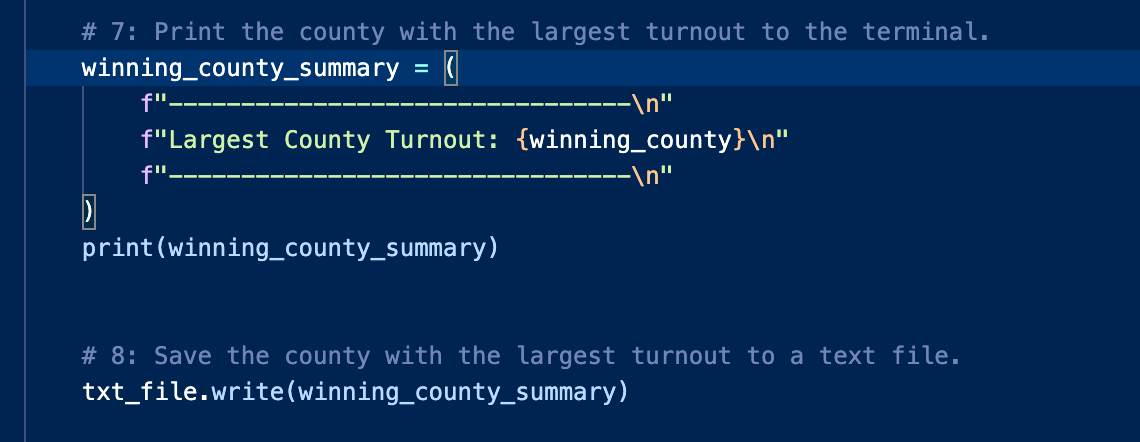 # 7: Print the county with the largest turnout to the terminal.
winning_county_summary = (
    f"--------------------------------\n"
    f"Largest County Turnout: {winning_county}\n"
    f"--------------------------------\n"
)
print(winning_county_summary)
# 8: Save the county with the largest turnout to a text file.
txt_file.write(winning_county_summary)